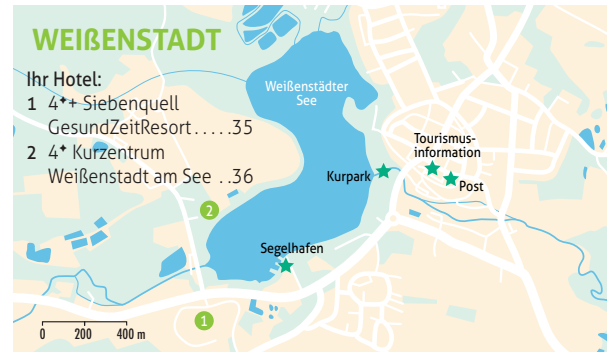 WEIẞENSTADT
Ihr Hotel:
1 4✦+ Siebenquell
GesundZeitResort.....35
2 4✦ Kurzentrum
Weißenstadt am See ..36
Weißenstädter
See
Tourismus-
information
Kurpark
Post
Segelhafen
2
1
0 200 400 m